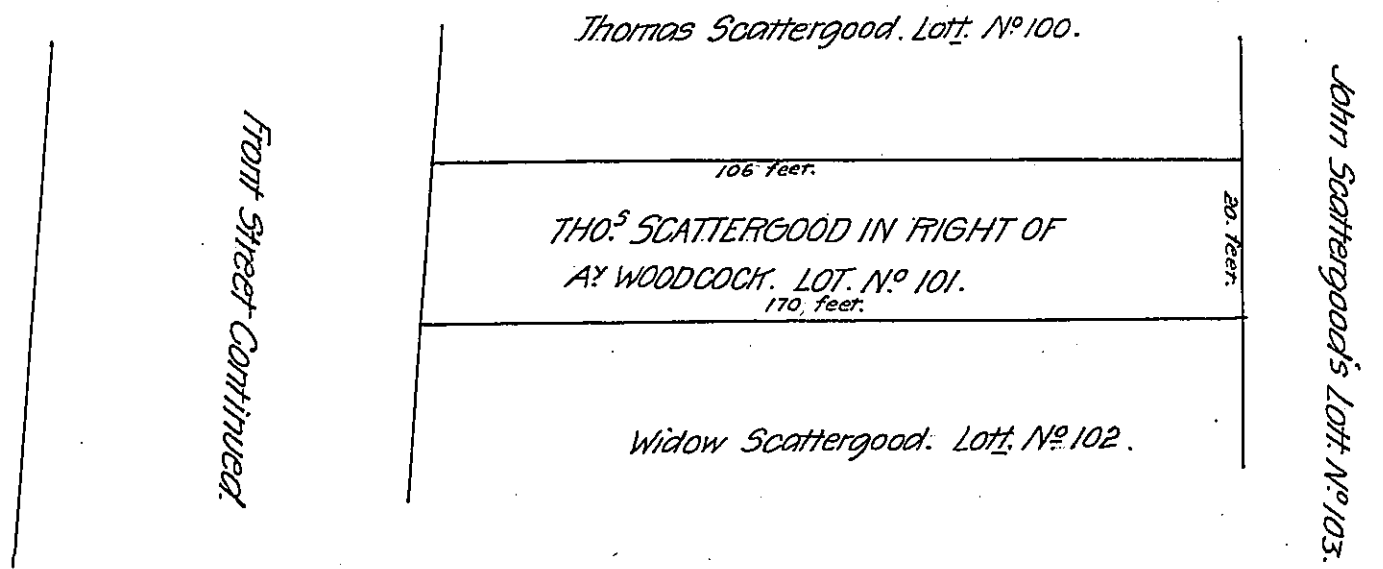 Thomas Scattergood. Lott. Nº 100.
Front Street Continued.
106 feet.
THOˢ. SCATTERGOOD IN RIGHT OF
Aʸ WOODCOCK. LOT. Nº 101.
170, feet.
20. feet.
Widow Scattergood. Lott. Nº 102.
John Scattergood's Lott. Nº 103.